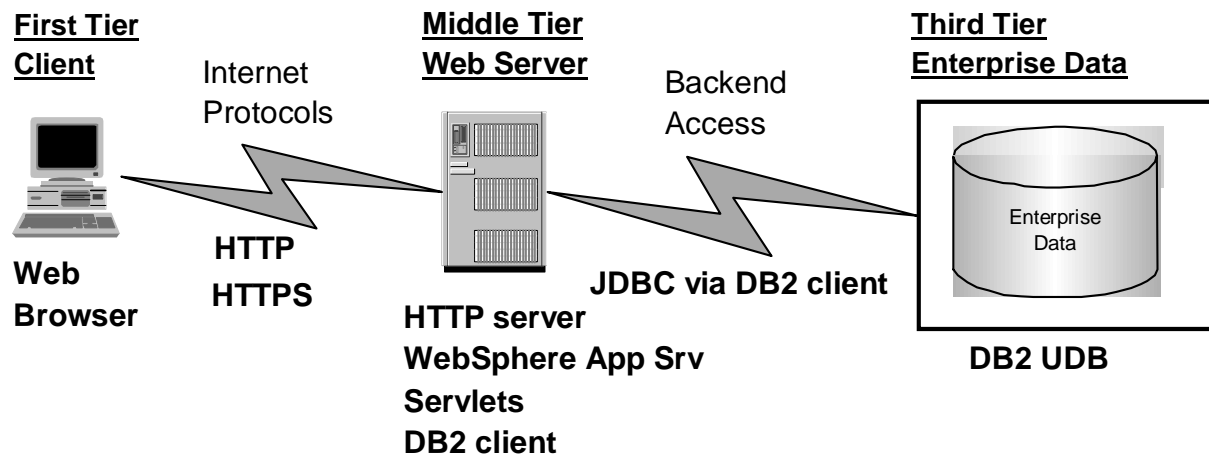 First Tier
Client
Internet
Protocols
HTTP
HTTPS
Web
Browser
Middle Tier
Web Server
HTTP server
WebSphere App Srv
Servlets
DB2 client
Backend
Access
JDBC via DB2 client
Third Tier
Enterprise Data
Enterprise
Data
DB2 UDB